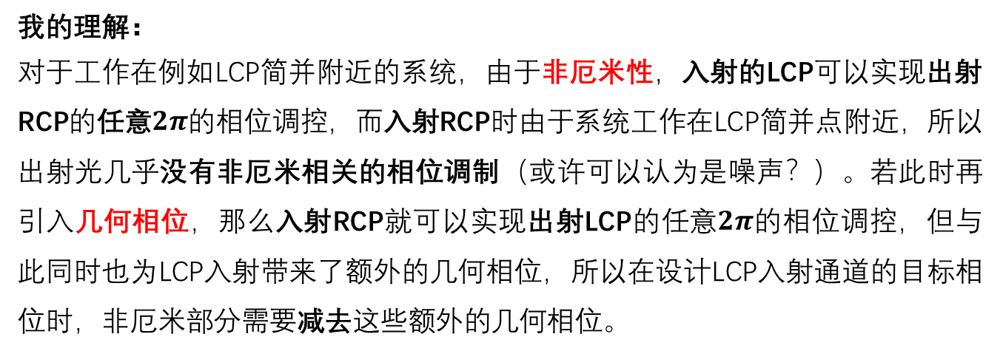 我的理解：
对于工作在例如LCP简并附近的系统，由于非厄米性，入射的LCP可以实现出射
RCP的任意2π的相位调控，而入射RCP时由于系统工作在LCP简并点附近，所以
出射光几乎没有非厄米相关的相位调制（或许可以认为是噪声？）。若此时再
引入几何相位，那么入射RCP就可以实现出射LCP的任意2π的相位调控，但与
此同时也为LCP入射带来了额外的几何相位，所以在设计LCP入射通道的目标相
位时，非厄米部分需要减去这些额外的几何相位。